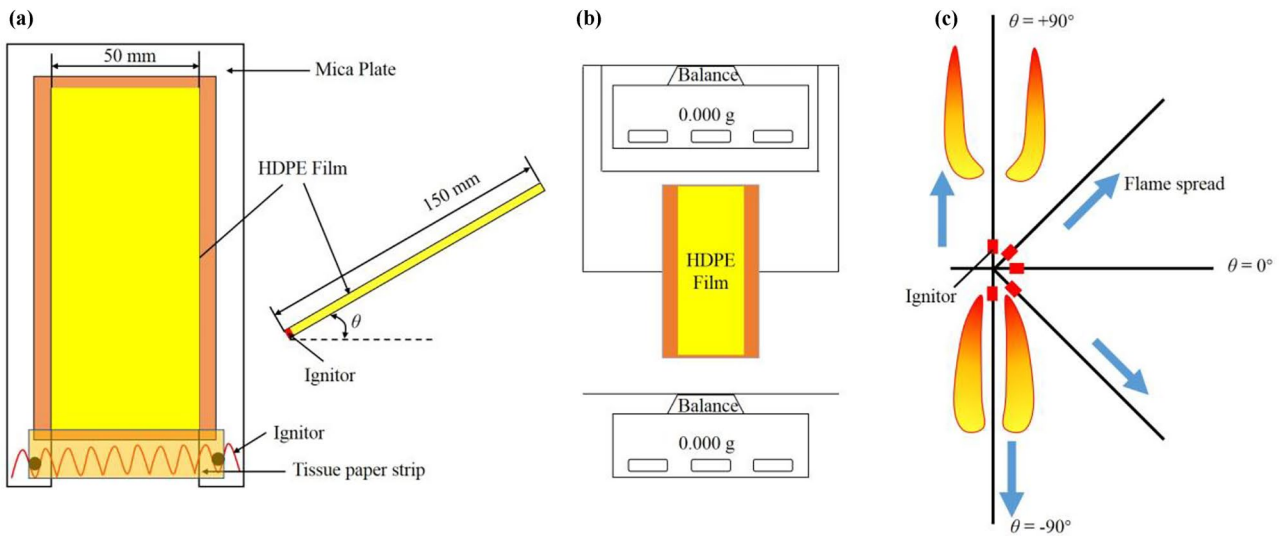 (a)
50 mm
Mica Plate
HDPE Film
150 mm
θ
Ignitor
Ignitor
Tissue paper strip
(b)
Balance
0.000 g
HDPE
Film
Balance
0.000 g
(c)
θ = +90°
Flame spread
θ = 0°
Ignitor
θ = -90°